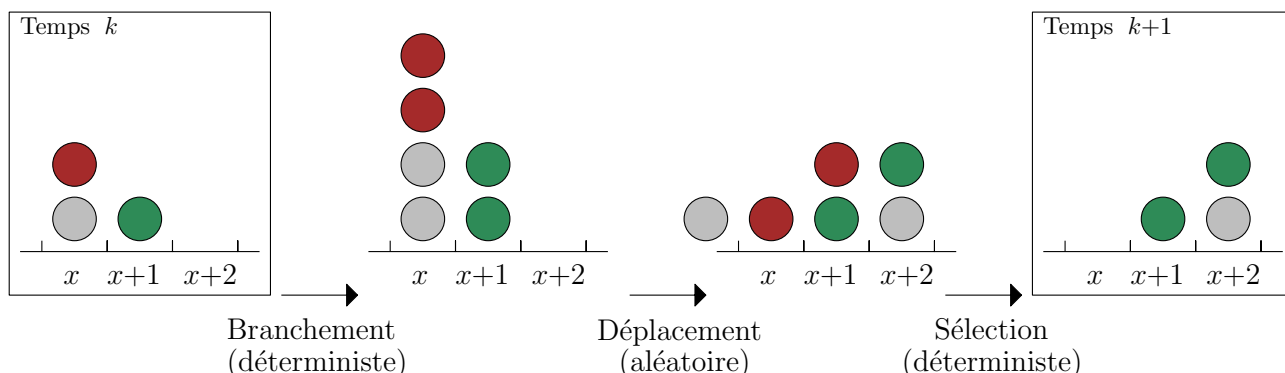 Temps k
Temps k+1
x x+1 x+2
x x+1 x+2
x x+1 x+2
x x+1 x+2
Branchement
(déterministe)
Déplacement
(aléatoire)
Sélection
(déterministe)